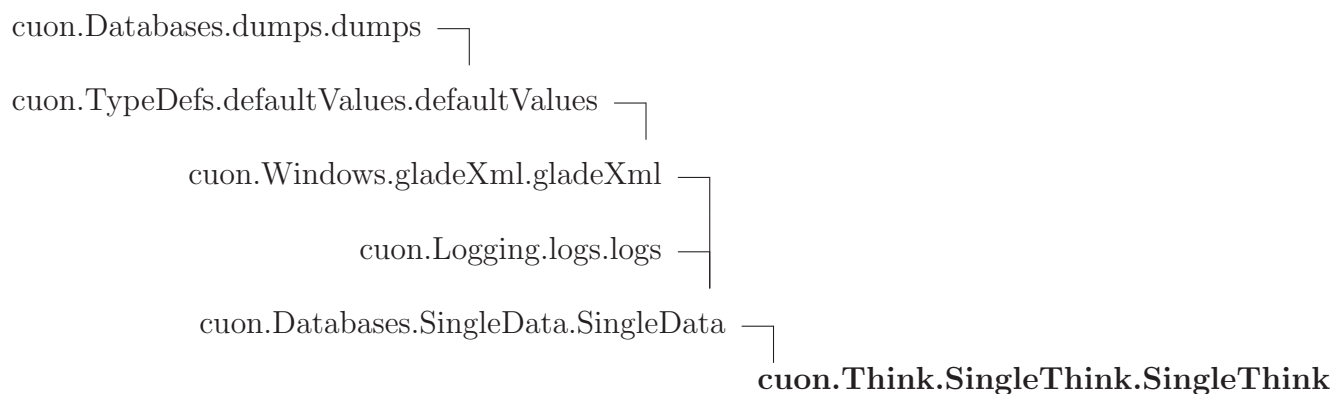 cuon.Databases.dumps.dumps
cuon.TypeDefs.defaultValues.defaultValues
cuon.Windows.gladeXml.gladeXml
cuon.Logging.logs.logs
cuon.Databases.SingleData.SingleData
cuon.Think.SingleThink.SingleThink